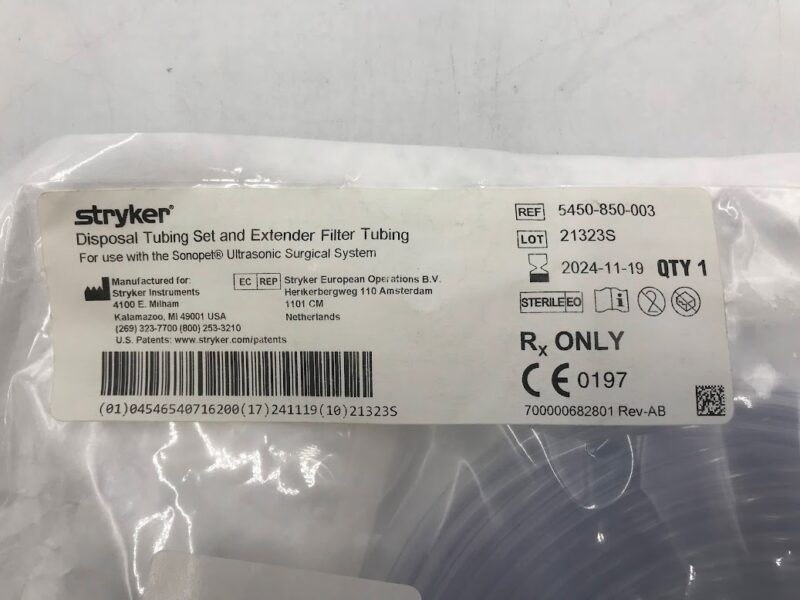 stryker®
Disposal Tubing Set and Extender Filter Tubing
For use with the Sonopet® Ultrasonic Surgical System
Manufactured for:
Stryker Instruments
4100 E. Milham
Kalamazoo, MI 49001 USA
(269) 323-7700 (800) 253-3210
U.S. Patents: www.stryker.com/patents
EC REP
Stryker European Operations B.V.
Herikerbergweg 110 Amsterdam
1101 CM
Netherlands
(01)04546540716200(17)241119(10)21323S
REF 5450-850-003
LOT 21323S
2024-11-19 QTY 1
STERILE EO
Rx ONLY
CE 0197
700000682801 Rev-AB